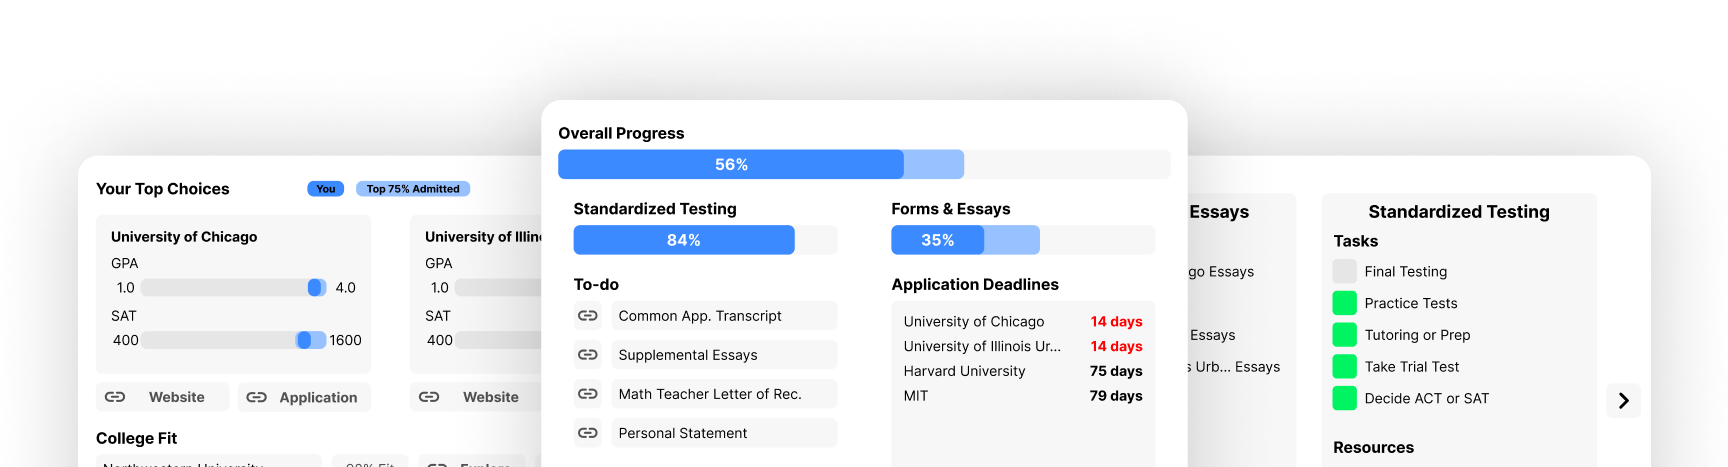 Overall Progress
56%
Standardized Testing
84%
Forms & Essays
35%
To-do
Common App. Transcript
Supplemental Essays
Math Teacher Letter of Rec.
Personal Statement
Application Deadlines
University of Chicago 14 days
University of Illinois Ur... 14 days
Harvard University 75 days
MIT 79 days
Your Top Choices You Top 75% Admitted
University of Chicago
GPA
1.0 4.0
SAT
400 1600
Website Application
University of Illin
GPA
1.0
SAT
400
Website
College Fit
Northwestern University 98% Fit Explore
Essays
go Essays
Essays
s Urb... Essays
Standardized Testing
Tasks
Final Testing
Practice Tests
Tutoring or Prep
Take Trial Test
Decide ACT or SAT
Resources